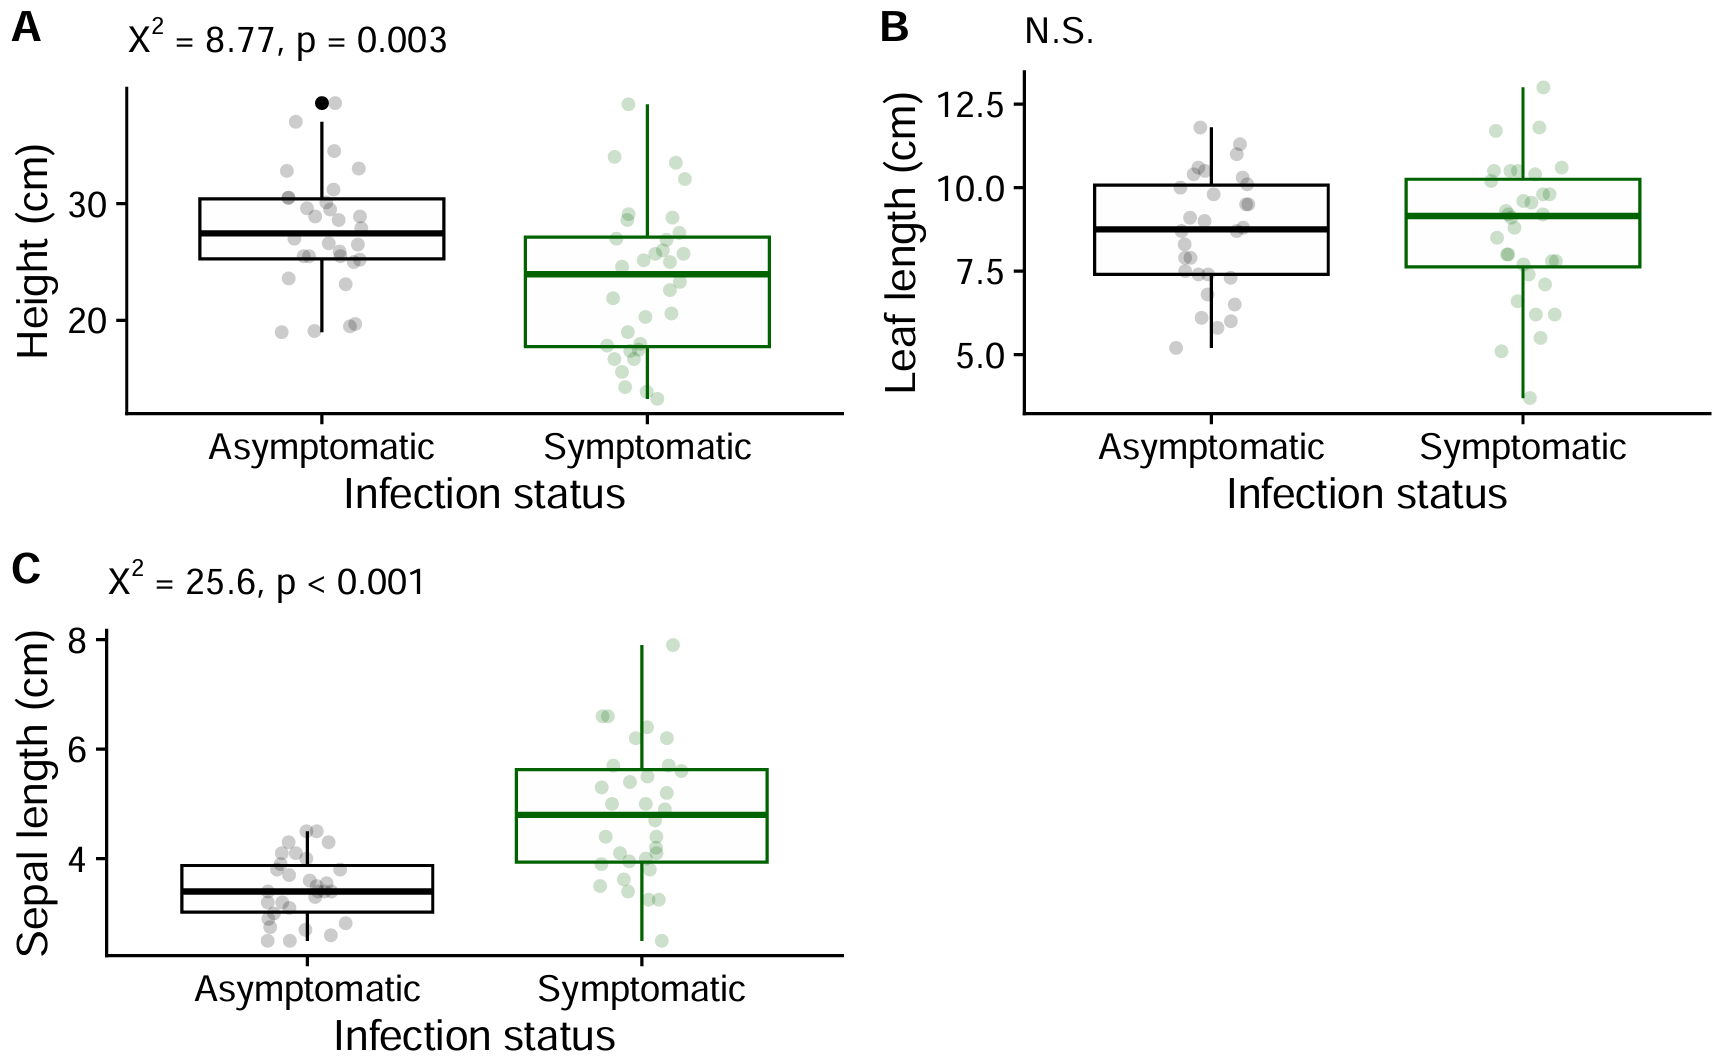 A
X² = 8.77, p = 0.003
Height (cm)
30
20
Asymptomatic Symptomatic
Infection status
B
N.S.
Leaf length (cm)
12.5
10.0
7.5
5.0
Asymptomatic Symptomatic
Infection status
C
X² = 25.6, p < 0.001
Sepal length (cm)
8
6
4
Asymptomatic Symptomatic
Infection status